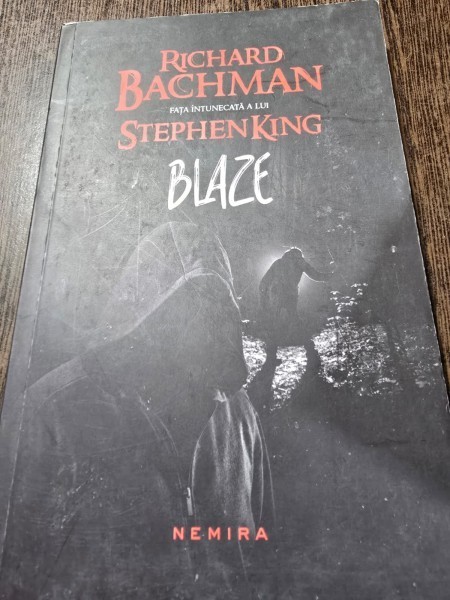 RICHARD
BACHMAN
FAȚA ÎNTUNECATĂ A LUI
STEPHEN KING
BLAZE
NEMIRA